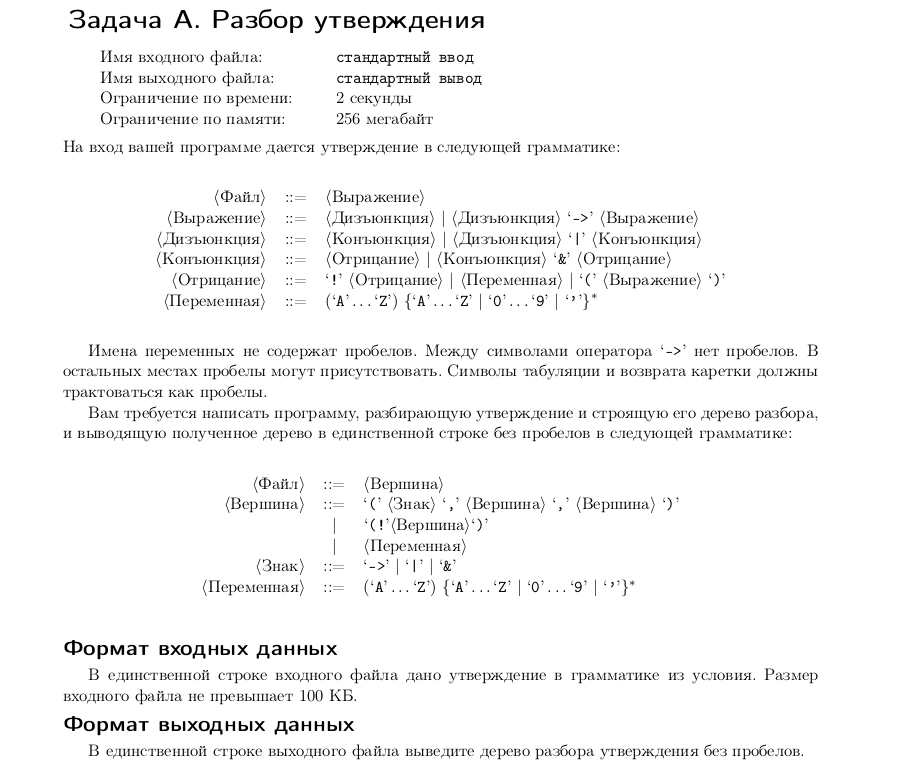 Задача А. Разбор утверждения
Имя входного файла: стандартный ввод
Имя выходного файла: стандартный вывод
Ограничение по времени: 2 секунды
Ограничение по памяти: 256 мегабайт
На вход вашей программе дается утверждение в следующей грамматике:
⟨Файл⟩ ::= ⟨Выражение⟩
⟨Выражение⟩ ::= ⟨Дизъюнкция⟩ | ⟨Дизъюнкция⟩ ‘->’ ⟨Выражение⟩
⟨Дизъюнкция⟩ ::= ⟨Конъюнкция⟩ | ⟨Дизъюнкция⟩ ‘|’ ⟨Конъюнкция⟩
⟨Конъюнкция⟩ ::= ⟨Отрицание⟩ | ⟨Конъюнкция⟩ ‘&’ ⟨Отрицание⟩
⟨Отрицание⟩ ::= ‘!’ ⟨Отрицание⟩ | ⟨Переменная⟩ | ‘(’ ⟨Выражение⟩ ‘)’
⟨Переменная⟩ ::= (‘A’...‘Z’) {‘A’...‘Z’ | ‘0’...‘9’ | ‘’’}*
Имена переменных не содержат пробелов. Между символами оператора ‘->’ нет пробелов. В
остальных местах пробелы могут присутствовать. Символы табуляции и возврата каретки должны
трактоваться как пробелы.
Вам требуется написать программу, разбирающую утверждение и строящую его дерево разбора,
и выводящую полученное дерево в единственной строке без пробелов в следующей грамматике:
⟨Файл⟩ ::= ⟨Вершина⟩
⟨Вершина⟩ ::= ‘(’ ⟨Знак⟩ ‘,’ ⟨Вершина⟩ ‘,’ ⟨Вершина⟩ ‘)’
| ‘(!’⟨Вершина⟩‘)’
| ⟨Переменная⟩
⟨Знак⟩ ::= ‘->’ | ‘|’ | ‘&’
⟨Переменная⟩ ::= (‘A’...‘Z’) {‘A’...‘Z’ | ‘0’...‘9’ | ‘’’}*
Формат входных данных
В единственной строке входного файла дано утверждение в грамматике из условия. Размер
входного файла не превышает 100 КБ.
Формат выходных данных
В единственной строке выходного файла выведите дерево разбора утверждения без пробелов.